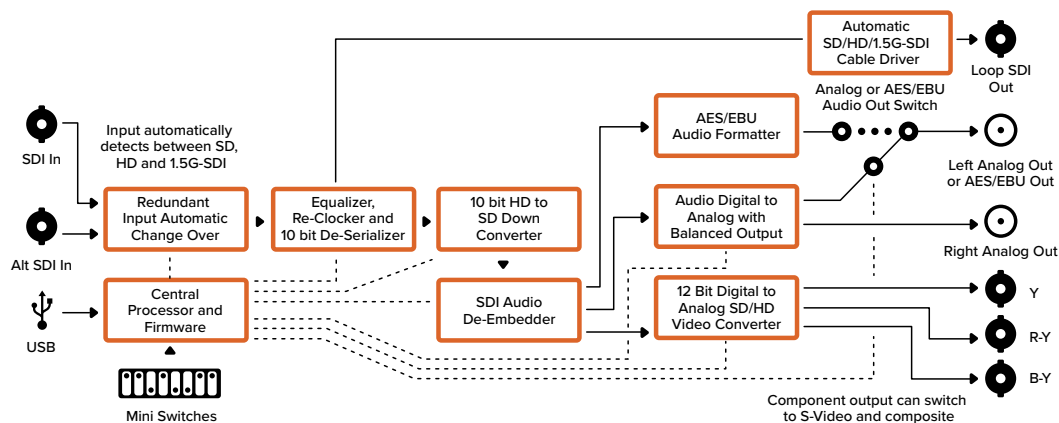 Automatic
SD/HD/1.5G-SDI
Cable Driver
Loop SDI
Out
Analog or AES/EBU
Audio Out Switch
SDI In
Input automatically
detects between SD,
HD and 1.5G-SDI
AES/EBU
Audio Formatter
Left Analog Out
or AES/EBU Out
Alt SDI In
Redundant
Input Automatic
Change Over
Equalizer,
Re-Clocker and
10 bit De-Serializer
10 bit HD to
SD Down
Converter
Audio Digital to
Analog with
Balanced Output
Right Analog Out
USB
Central
Processor and
Firmware
SDI Audio
De-Embedder
12 Bit Digital to
Analog SD/HD
Video Converter
Y
R-Y
B-Y
Mini Switches
Component output can switch
to S-Video and composite